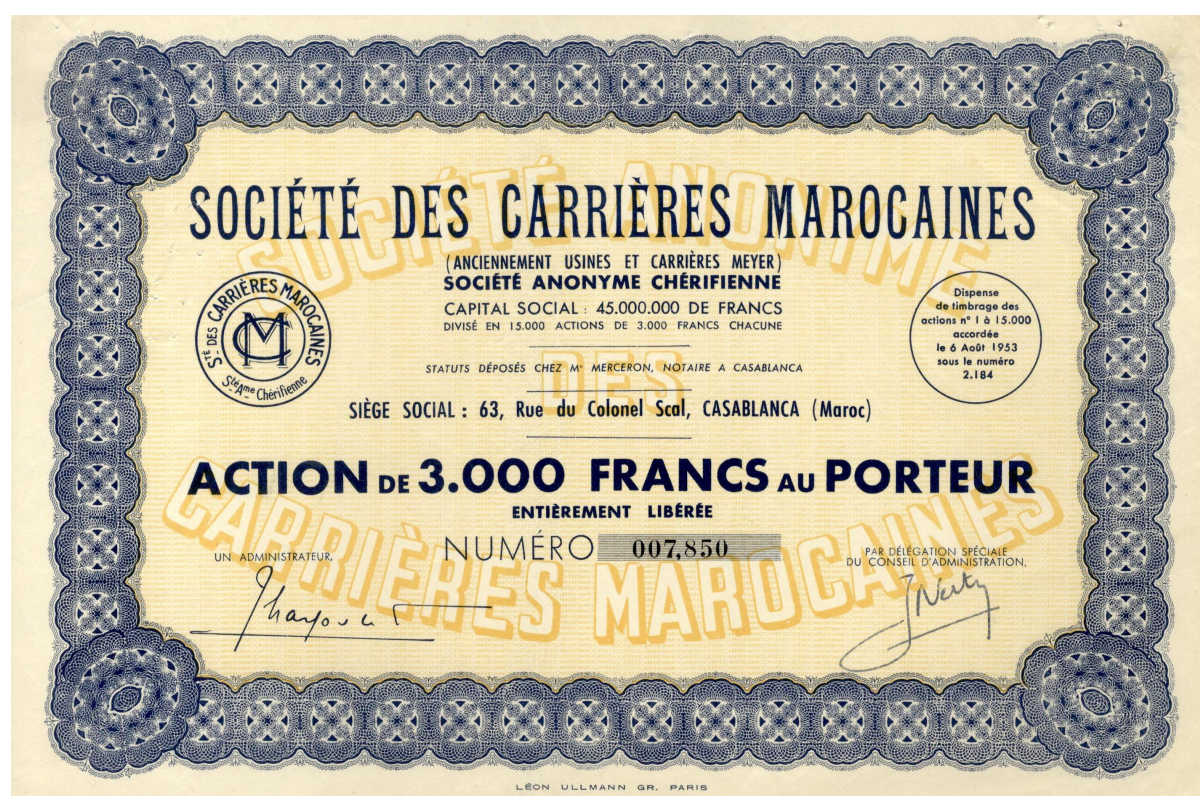 SOCIÉTÉ ANONYME
DES
CARRIÈRES MAROCAINES
SOCIÉTÉ DES CARRIÈRES MAROCAINES
(ANCIENNEMENT USINES ET CARRIÈRES MEYER)
SOCIÉTÉ ANONYME CHÉRIFIENNE
CAPITAL SOCIAL : 45.000.000 DE FRANCS
DIVISÉ EN 15.000 ACTIONS DE 3.000 FRANCS CHACUNE
STÉ DES CARRIÈRES MAROCAINES
CM
Sté Ame Chérifienne
Dispense
de timbrage des
actions nº 1 à 15.000
accordée
le 6 Août 1953
sous le numéro
2.184
STATUTS DÉPOSÉS CHEZ Me MERCERON, NOTAIRE A CASABLANCA
SIÈGE SOCIAL : 63, Rue du Colonel Scal, CASABLANCA (Maroc)
ACTION DE 3.000 FRANCS AU PORTEUR
ENTIÈREMENT LIBÉRÉE
NUMÉRO 007,850
UN ADMINISTRATEUR,
PAR DÉLÉGATION SPÉCIALE
DU CONSEIL D'ADMINISTRATION,
LÉON ULLMANN GR. PARIS